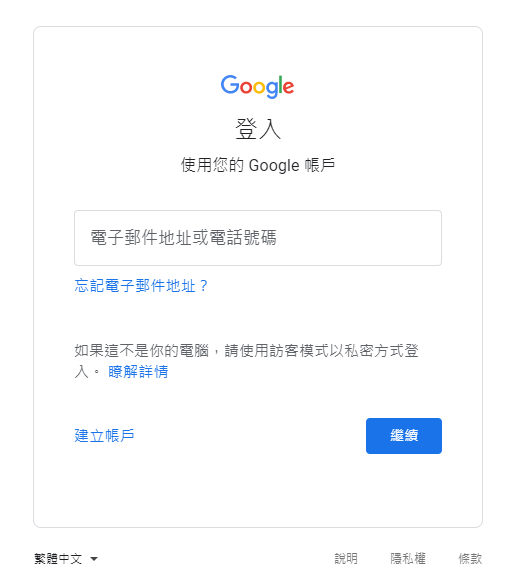 Google
登入
使用您的 Google 帳戶
電子郵件地址或電話號碼
忘記電子郵件地址？
如果這不是你的電腦，請使用訪客模式以私密方式登
入。 瞭解詳情
建立帳戶 繼續
繁體中文 說明 隱私權 條款